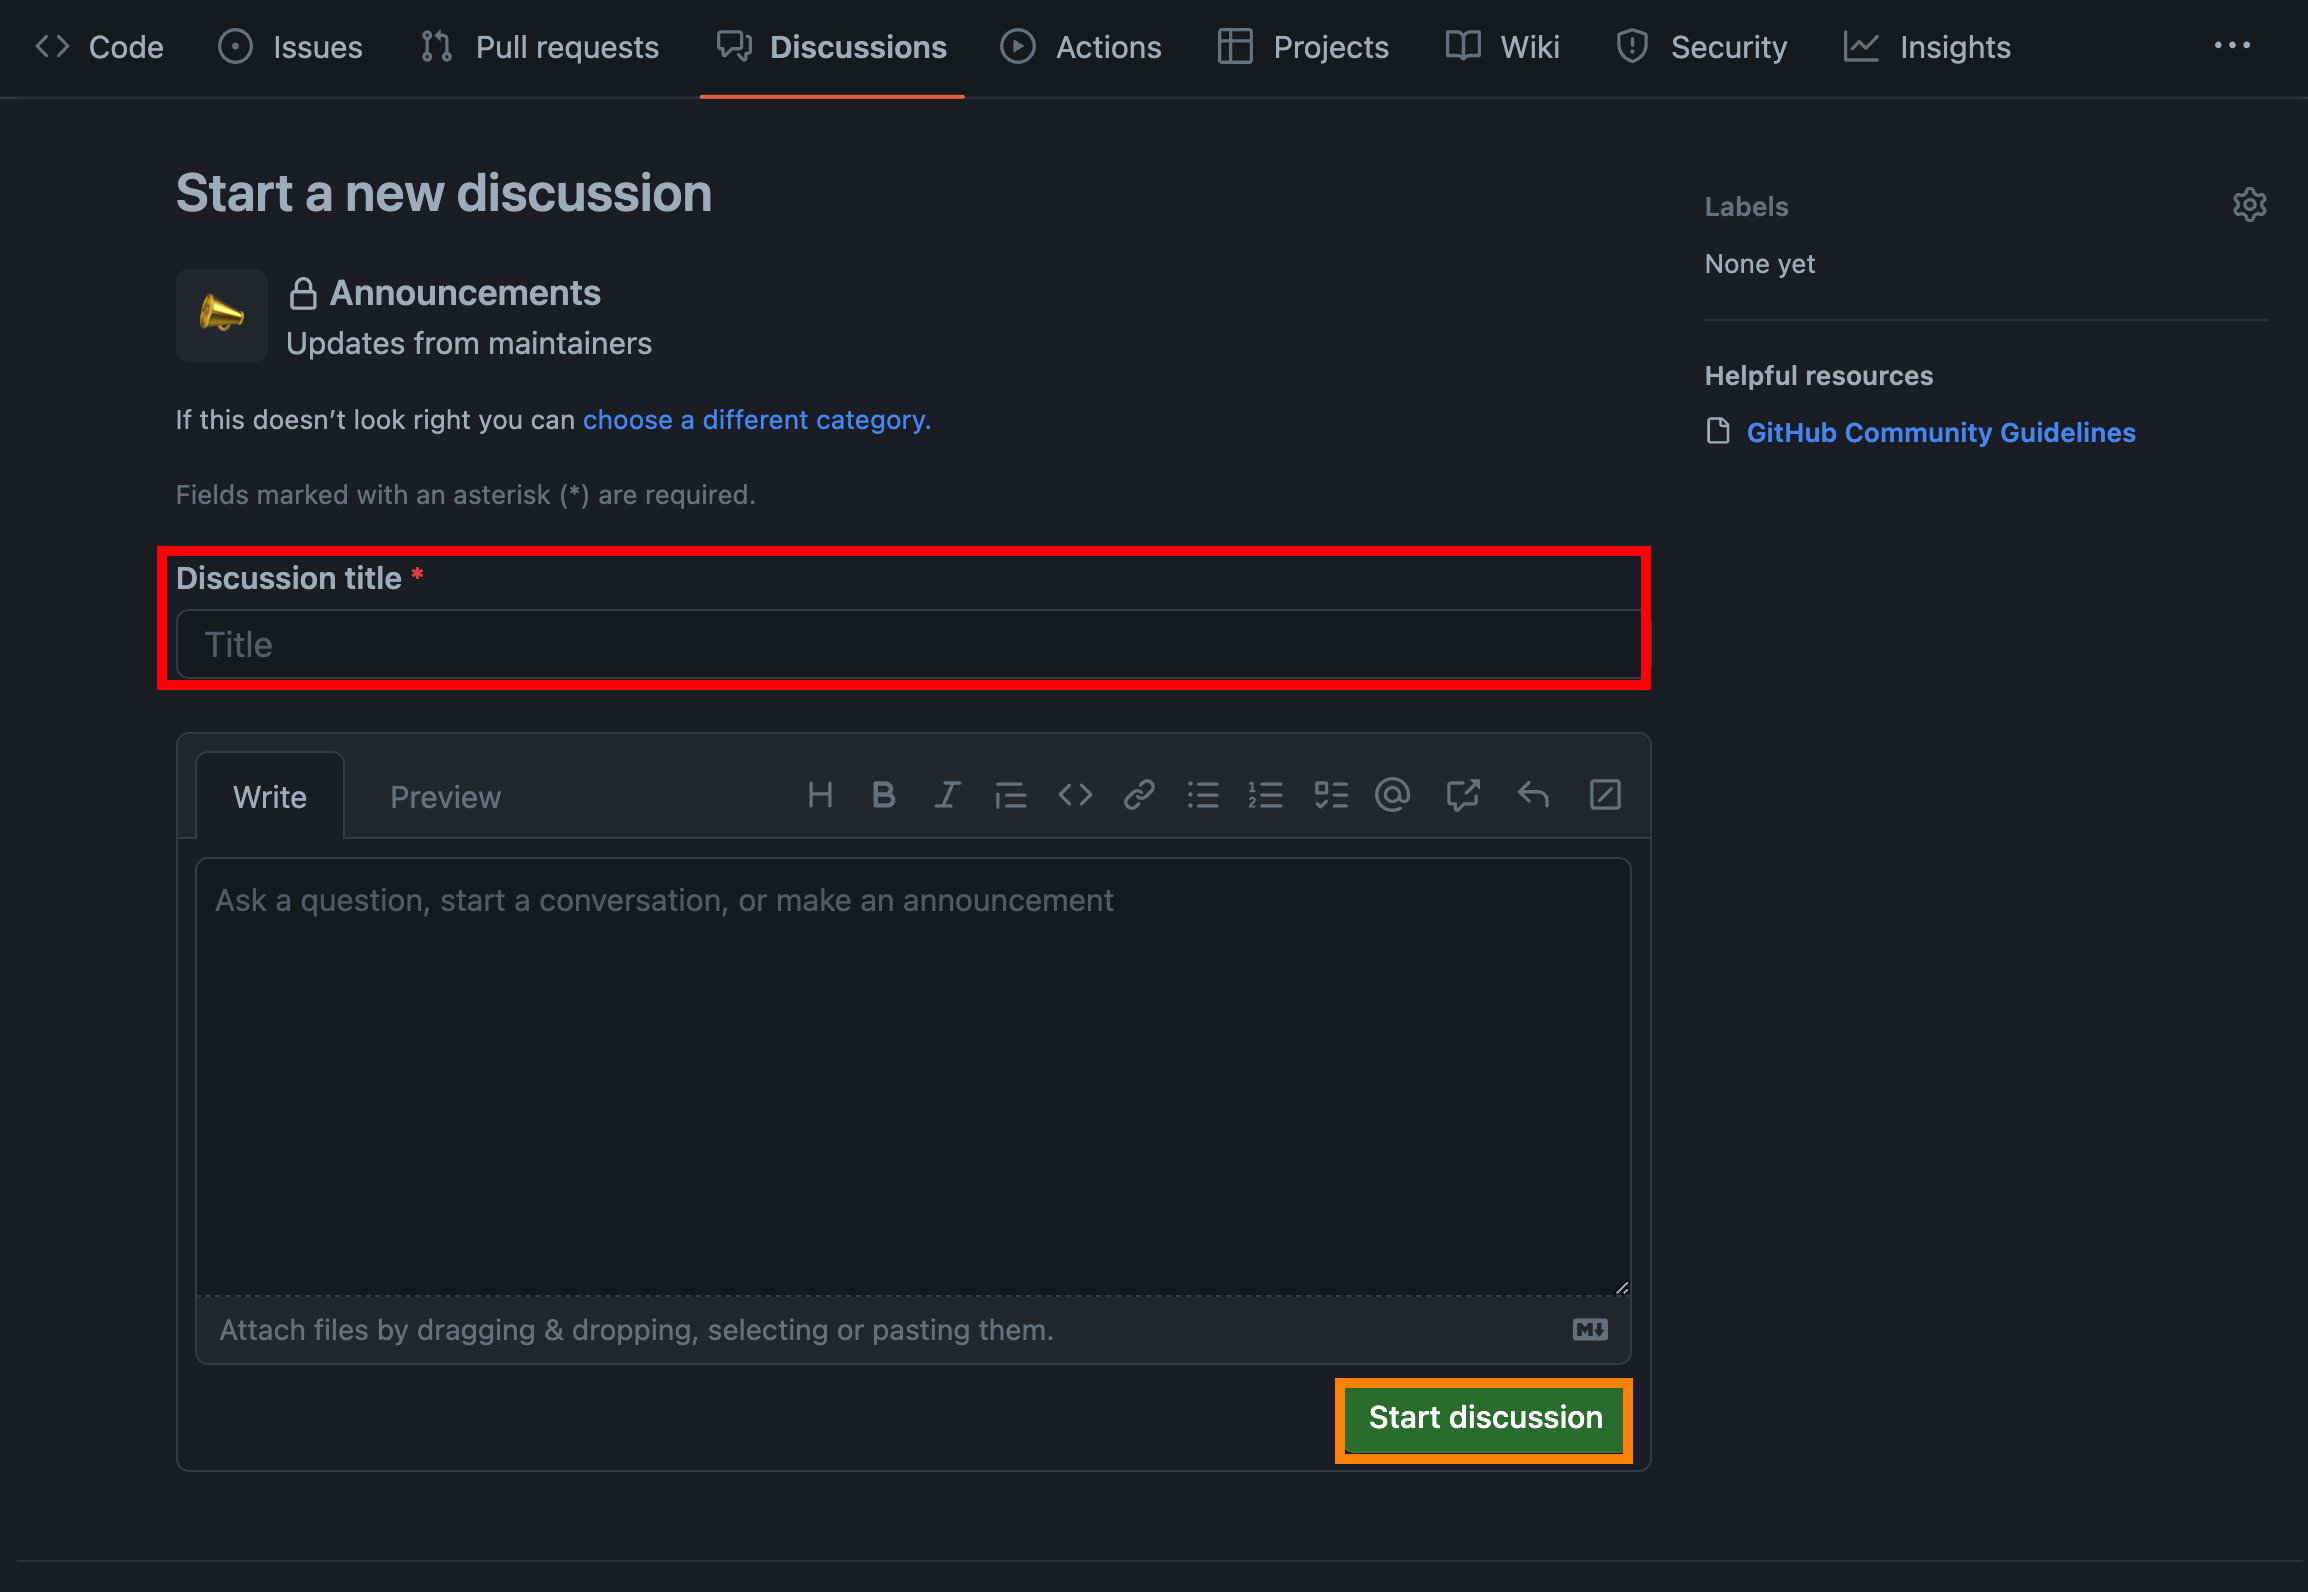 Code Issues Pull requests Discussions Actions Projects Wiki Security Insights
Start a new discussion
Announcements
Updates from maintainers
If this doesn’t look right you can choose a different category.
Fields marked with an asterisk (*) are required.
Labels
None yet
Helpful resources
GitHub Community Guidelines
Discussion title *
Title
Write Preview
Ask a question, start a conversation, or make an announcement
Attach files by dragging & dropping, selecting or pasting them.
Start discussion